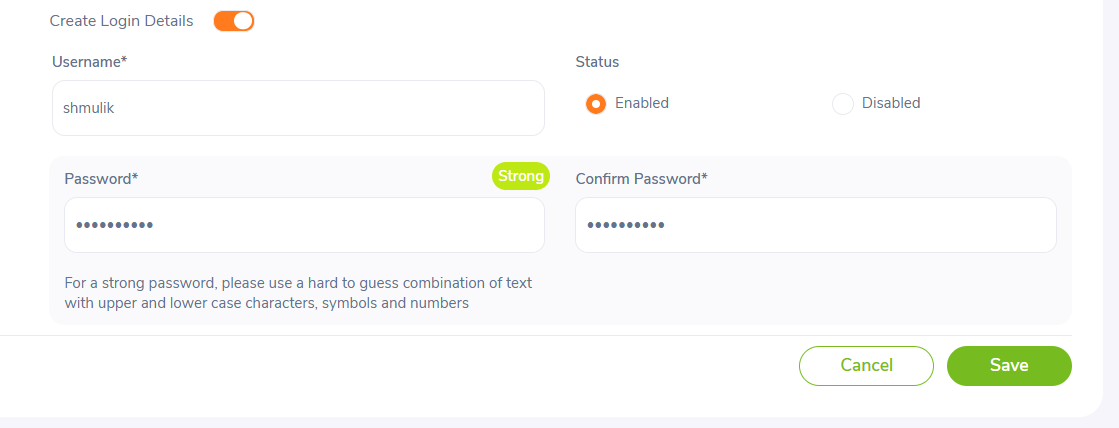 Create Login Details
Username*
Status
shmulik
Enabled
Disabled
Password*
Strong
Confirm Password*
••••••••••
••••••••••
For a strong password, please use a hard to guess combination of text
with upper and lower case characters, symbols and numbers
Cancel
Save